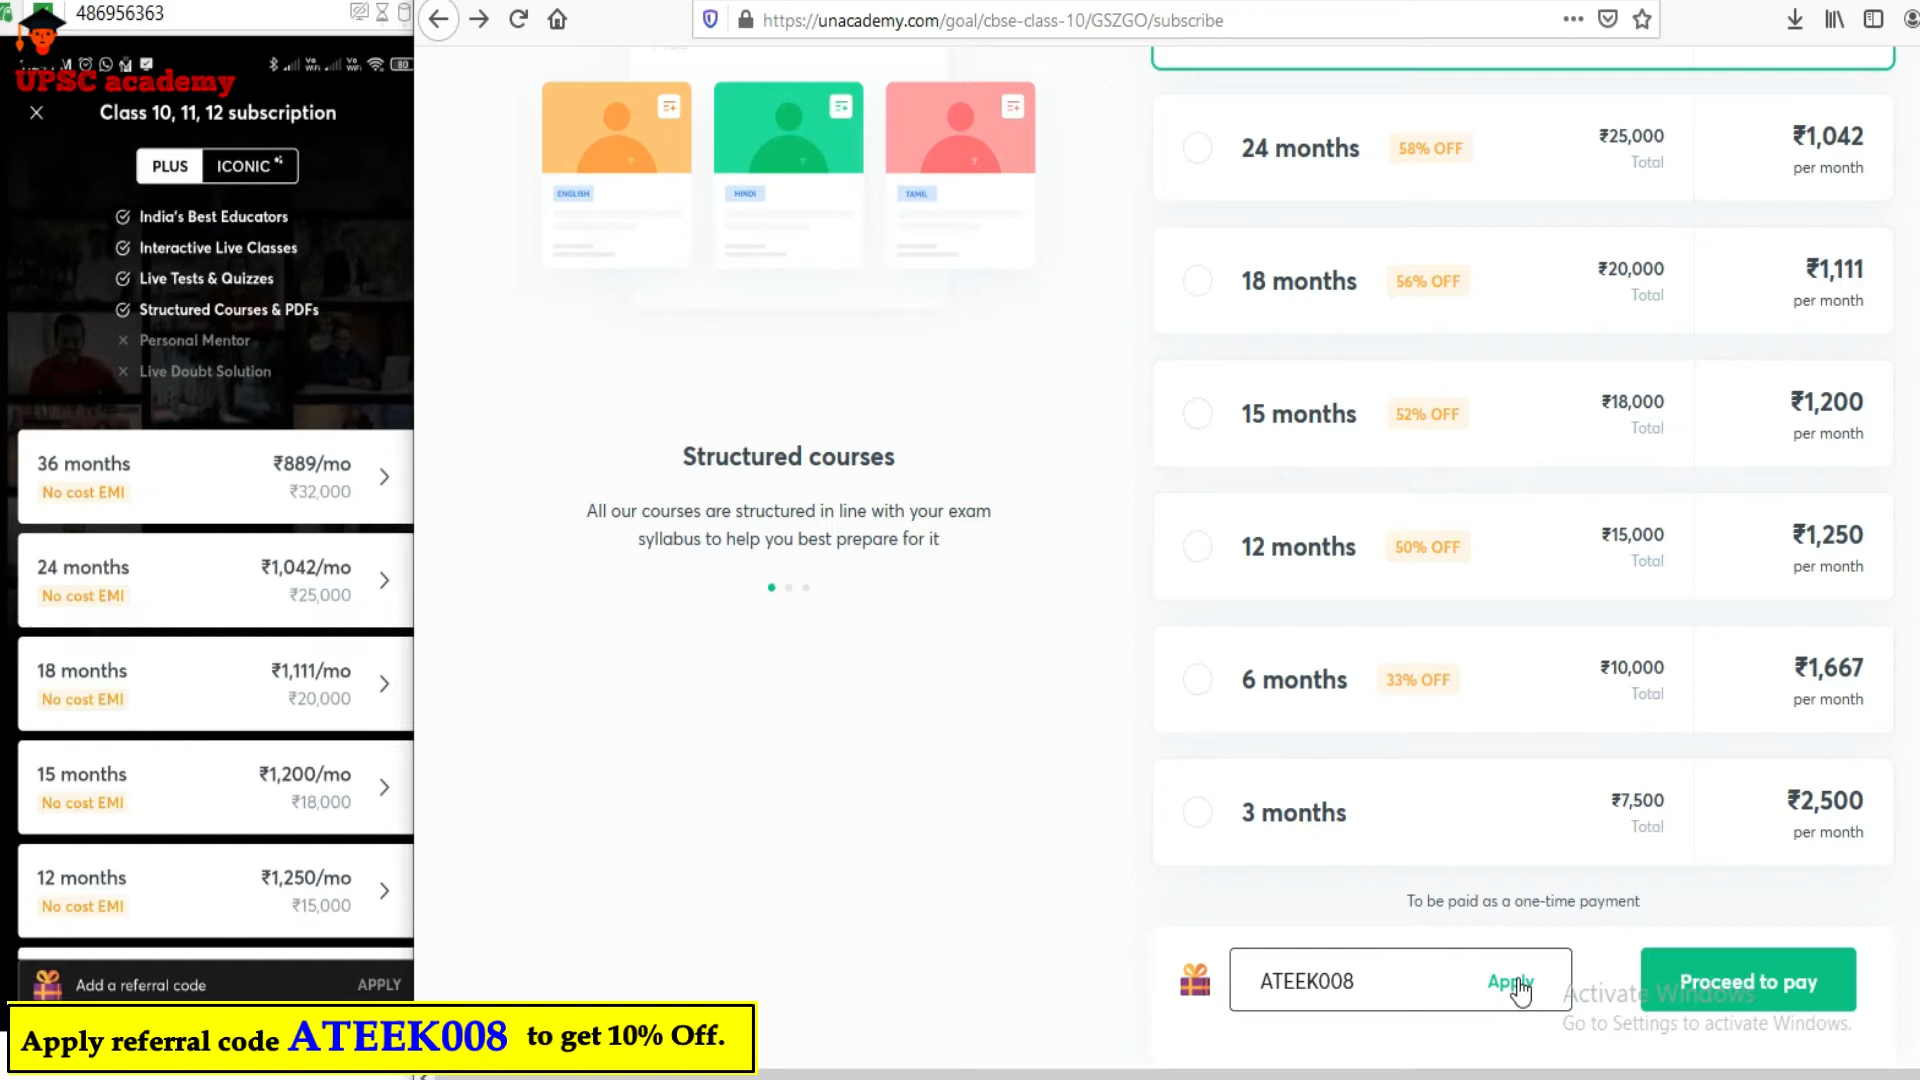 486956363
UPSC academy
Class 10, 11, 12 subscription
PLUS
ICONIC
India's Best Educators
Interactive Live Classes
Live Tests & Quizzes
Structured Courses & PDFs
Personal Mentor
Live Doubt Solution
36 months ₹889/mo
No cost EMI ₹32,000
24 months ₹1,042/mo
No cost EMI ₹25,000
18 months ₹1,111/mo
No cost EMI ₹20,000
15 months ₹1,200/mo
No cost EMI ₹18,000
12 months ₹1,250/mo
No cost EMI ₹15,000
Add a referral code APPLY
Apply referral code ATEEK008 to get 10% Off.
https://unacademy.com/goal/cbse-class-10/GSZGO/subscribe
ENGLISH
HINDI
TAMIL
Structured courses
All our courses are structured in line with your exam
syllabus to help you best prepare for it
24 months 58% OFF ₹25,000 ₹1,042
Total per month
18 months 56% OFF ₹20,000 ₹1,111
Total per month
15 months 52% OFF ₹18,000 ₹1,200
Total per month
12 months 50% OFF ₹15,000 ₹1,250
Total per month
6 months 33% OFF ₹10,000 ₹1,667
Total per month
3 months ₹7,500 ₹2,500
Total per month
To be paid as a one-time payment
ATEEK008 Apply
Proceed to pay
Activate Windows
Go to Settings to activate Windows.